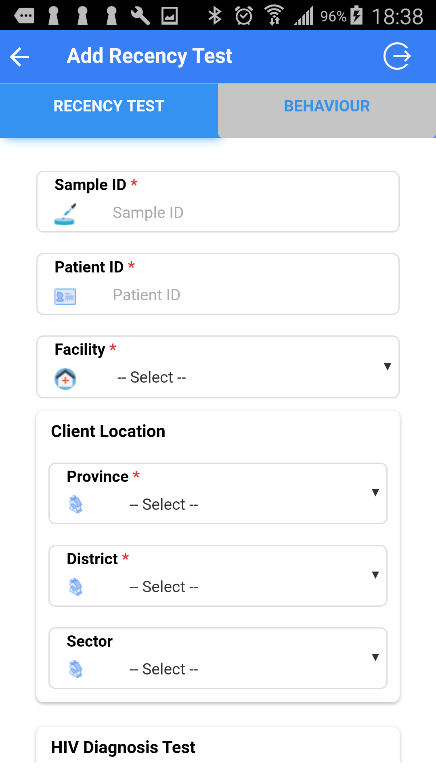 96% 18:38
Add Recency Test
RECENCY TEST BEHAVIOUR
Sample ID *
Sample ID
Patient ID *
Patient ID
Facility *
-- Select --
Client Location
Province *
-- Select --
District *
-- Select --
Sector
-- Select --
HIV Diagnosis Test